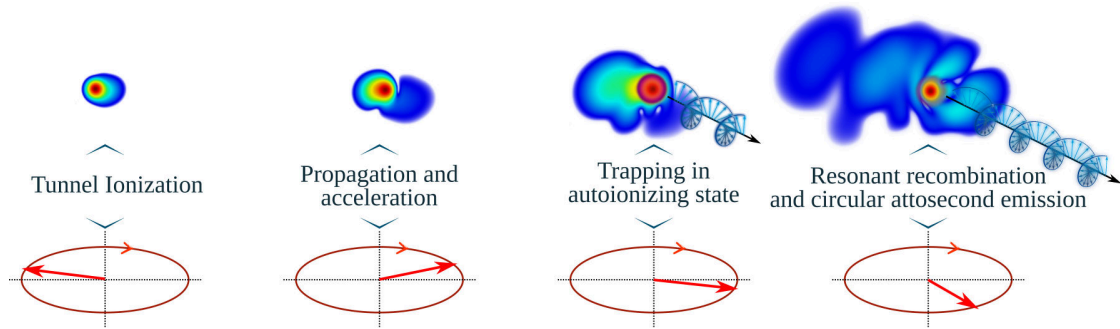 Tunnel Ionization
Propagation and
acceleration
Trapping in
autoionizing state
Resonant recombination
and circular attosecond emission